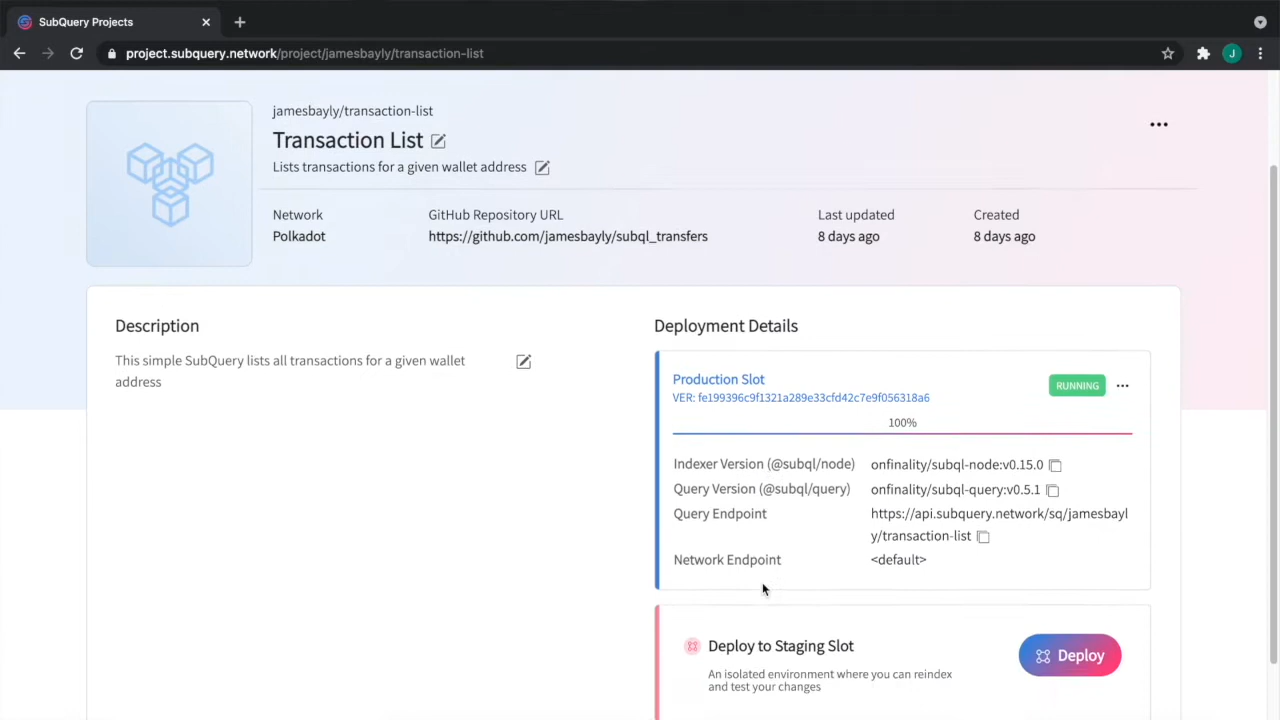 SubQuery Projects
project.subquery.network/project/jamesbayly/transaction-list
J
jamesbayly/transaction-list
Transaction List
Lists transactions for a given wallet address
Network
GitHub Repository URL
Last updated
Created
Polkadot
https://github.com/jamesbayly/subql_transfers
8 days ago
8 days ago
Description
This simple SubQuery lists all transactions for a given wallet
address
Deployment Details
Production Slot
RUNNING
VER: fe199396c9f1321a289e33cfd42c7e9f056318a6
100%
Indexer Version (@subql/node)
onfinality/subql-node:v0.15.0
Query Version (@subql/query)
onfinality/subql-query:v0.5.1
Query Endpoint
https://api.subquery.network/sq/jamesbayl
y/transaction-list
Network Endpoint
<default>
Deploy to Staging Slot
An isolated environment where you can reindex
and test your changes
Deploy